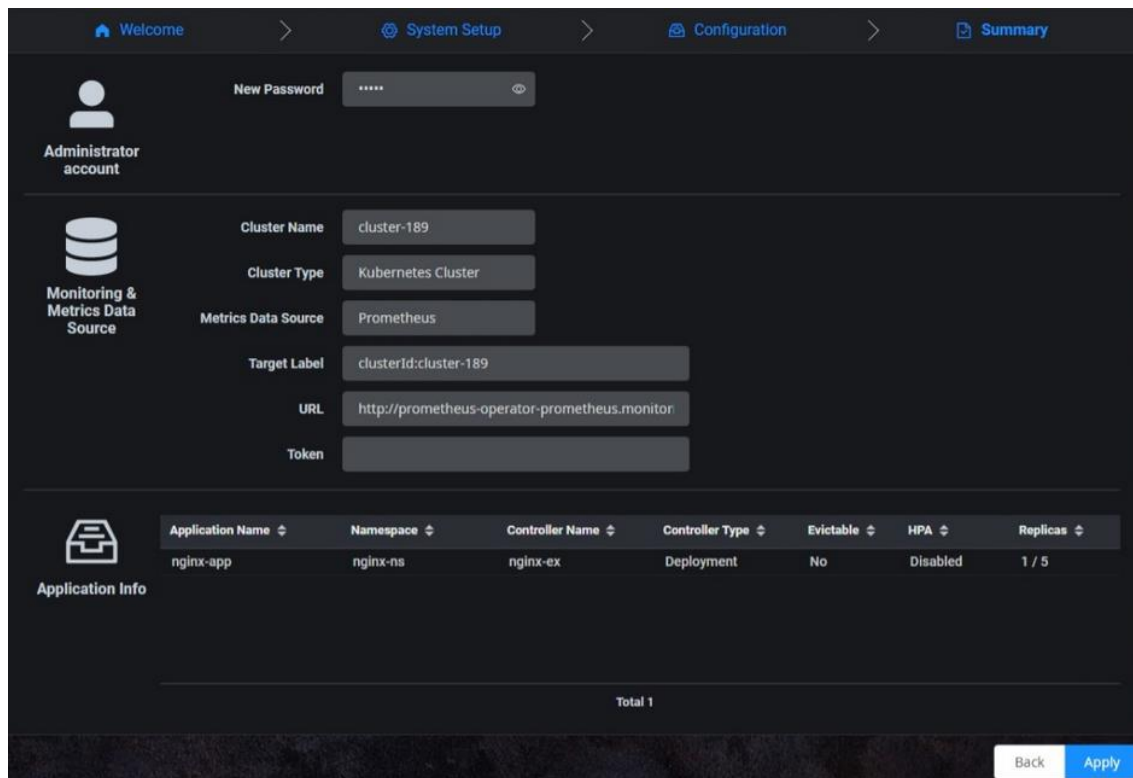 Welcome System Setup Configuration Summary
New Password •••••
Administrator
account
Cluster Name cluster-189
Cluster Type Kubernetes Cluster
Monitoring &
Metrics Data
Source
Metrics Data Source Prometheus
Target Label clusterId:cluster-189
URL http://prometheus-operator-prometheus.monitor
Token
Application Info
Application Name Namespace Controller Name Controller Type Evictable HPA Replicas
nginx-app nginx-ns nginx-ex Deployment No Disabled 1 / 5
Total 1
Back Apply